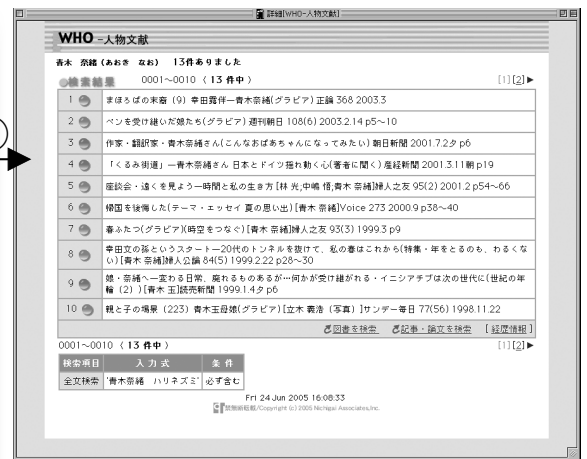 詳細[WHO-人物文献]
WHO -人物文献
青木 奈緒(あおき なお) 13件ありました
◎検索結果 0001~0010 ( 13 件中 ) [1][2]▶
1 まほろばの末裔 (9) 幸田露伴―青木奈緒(グラビア) 正論 368 2003.3
2 ペンを受け継いだ娘たち(グラビア) 週刊朝日 108(6) 2003.2.14 p5~10
3 作家・翻訳家・青木奈緒さん(こんなおばあちゃんになってみたい) 朝日新聞 2001.7.2夕 p6
4 「くるみ街道」―青木奈緒さん 日本とドイツ揺れ動く心(著者に聞く) 産経新聞 2001.3.11朝 p19
5 座談会・遠くを見よう―時間と私の生き方 [林 光;中嶋 悟;青木 奈緒]婦人之友 95(2) 2001.2 p54~66
6 帰国を後悔した(テーマ・エッセイ 夏の思い出) [青木 奈緒]Voice 273 2000.9 p38~40
7 春ふたつ(グラビア)(時空をつなぐ) [青木 奈緒]婦人之友 93(3) 1999.3 p9
8 幸田文の孫というスタート―20代のトンネルを抜けて、私の春はこれから(特集・年をとるのも、わるくな
い) [青木 奈緒]婦人公論 84(5) 1999.2.22 p28~30
9 娘・奈緒へ―変わる日常、廃れるものあるが…何かが受け継がれる・イニシアチブは次の世代に(世紀の年
輪 (2) ) [青木 玉]読売新聞 1999.1.4夕 p6
10 親と子の場景 (223) 青木玉母娘(グラビア) [立木 義浩 (写真) ]サンデー毎日 77(56) 1998.11.22
図書を検索 記事・論文を検索 [ 経歴情報 ]
0001~0010 ( 13 件中 ) [1][2]▶
検索項目 入 力 式 条 件
全文検索 '青木奈緒 ハリネズミ' 必ず含む
Fri 24 Jun 2005 16:08:33
禁無断転載/Copyright (c) 2005 Nichigai Associates,Inc.